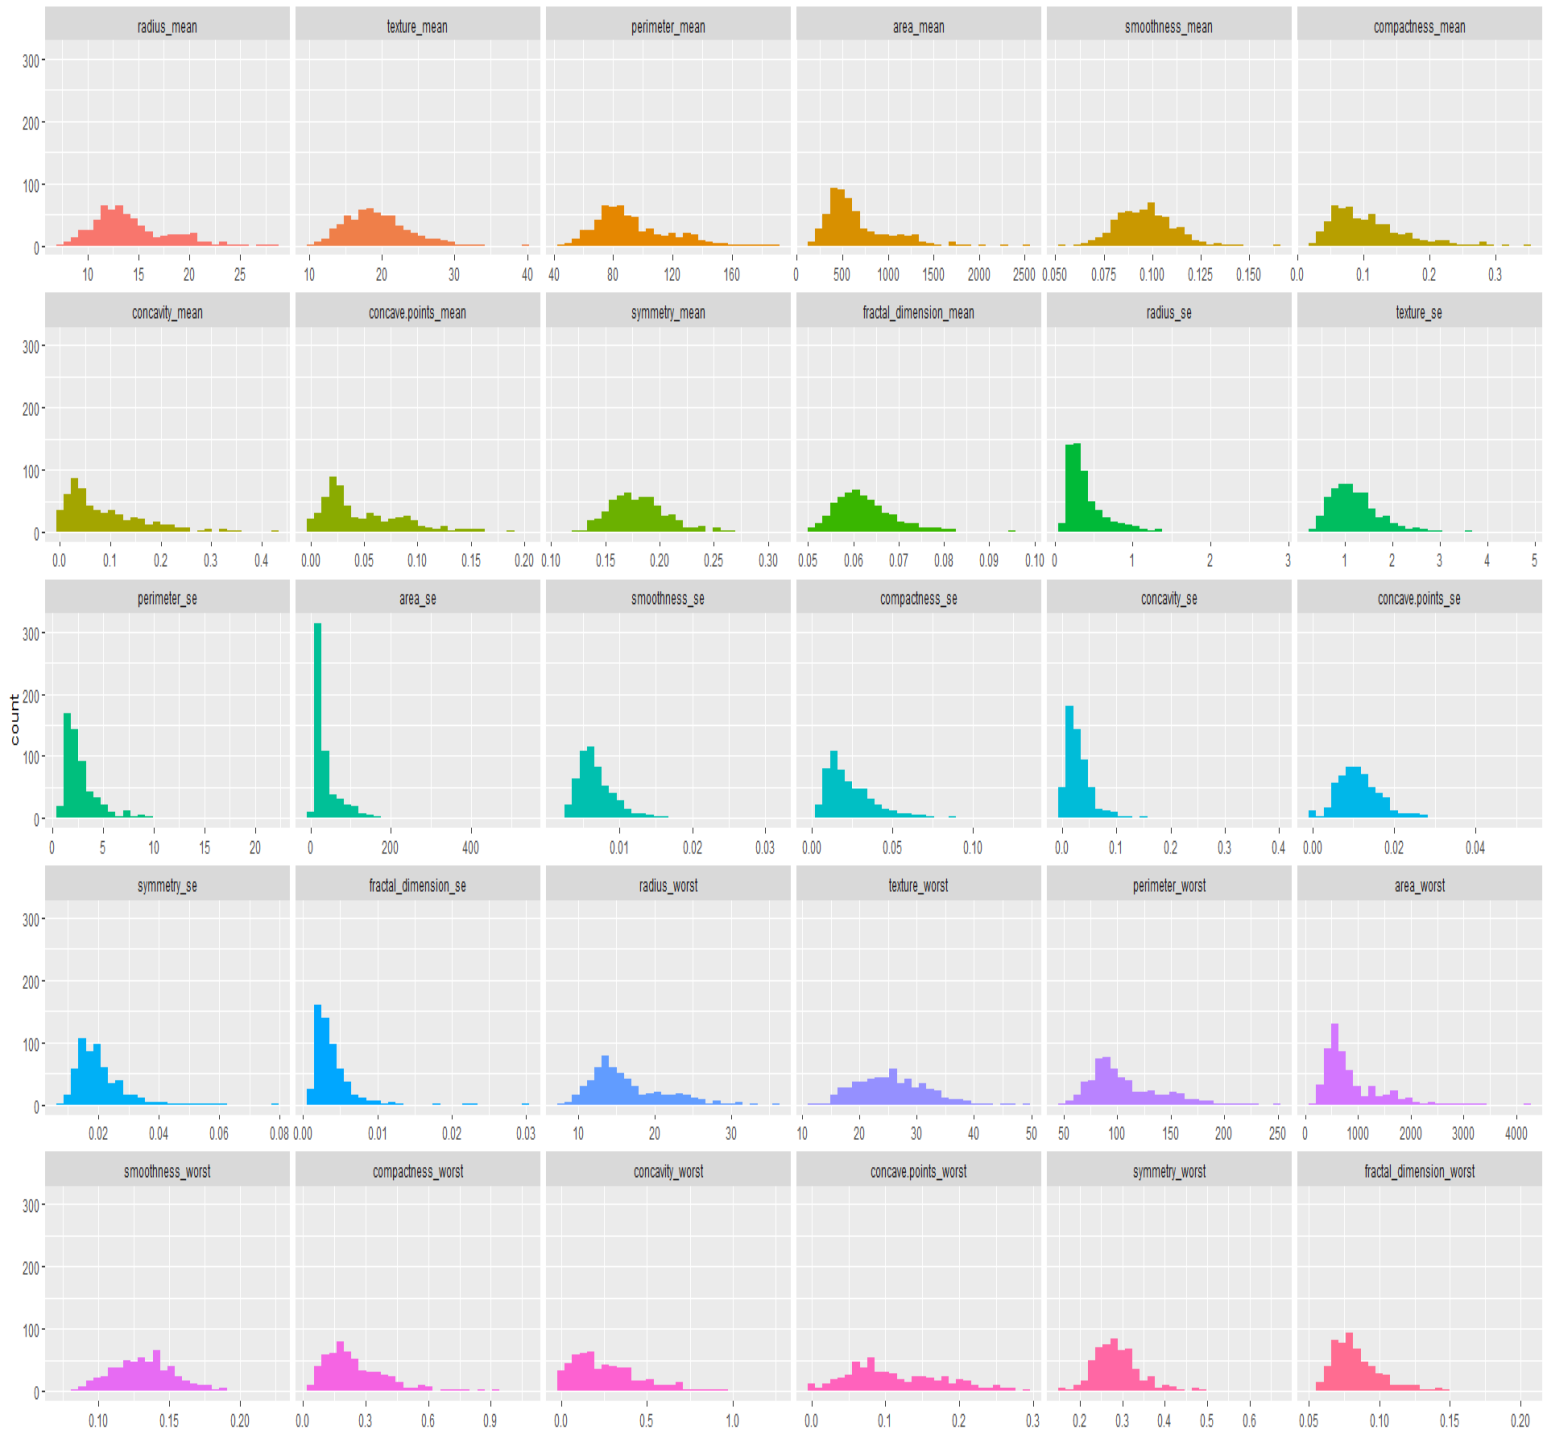 radius_mean texture_mean perimeter_mean area_mean smoothness_mean compactness_mean
300
200
100
0
10 15 20 25 10 20 30 40 40 80 120 160 0 500 1000 1500 2000 2500 0.050 0.075 0.100 0.125 0.150 0.0 0.1 0.2 0.3
concavity_mean concave.points_mean symmetry_mean fractal_dimension_mean radius_se texture_se
300
200
100
0
0.0 0.1 0.2 0.3 0.4 0.00 0.05 0.10 0.15 0.20 0.10 0.15 0.20 0.25 0.30 0.05 0.06 0.07 0.08 0.09 0.10 0 1 2 3 1 2 3 4 5
perimeter_se area_se smoothness_se compactness_se concavity_se concave.points_se
300
200
count
100
0
0 5 10 15 20 0 200 400 0.01 0.02 0.03 0.00 0.05 0.10 0.0 0.1 0.2 0.3 0.4 0.00 0.02 0.04
symmetry_se fractal_dimension_se radius_worst texture_worst perimeter_worst area_worst
300
200
100
0
0.02 0.04 0.06 0.08 0.00 0.01 0.02 0.03 10 20 30 10 20 30 40 50 50 100 150 200 250 0 1000 2000 3000 4000
smoothness_worst compactness_worst concavity_worst concave.points_worst symmetry_worst fractal_dimension_worst
300
200
100
0
0.10 0.15 0.20 0.0 0.3 0.6 0.9 0.0 0.5 1.0 0.0 0.1 0.2 0.3 0.2 0.3 0.4 0.5 0.6 0.05 0.10 0.15 0.20